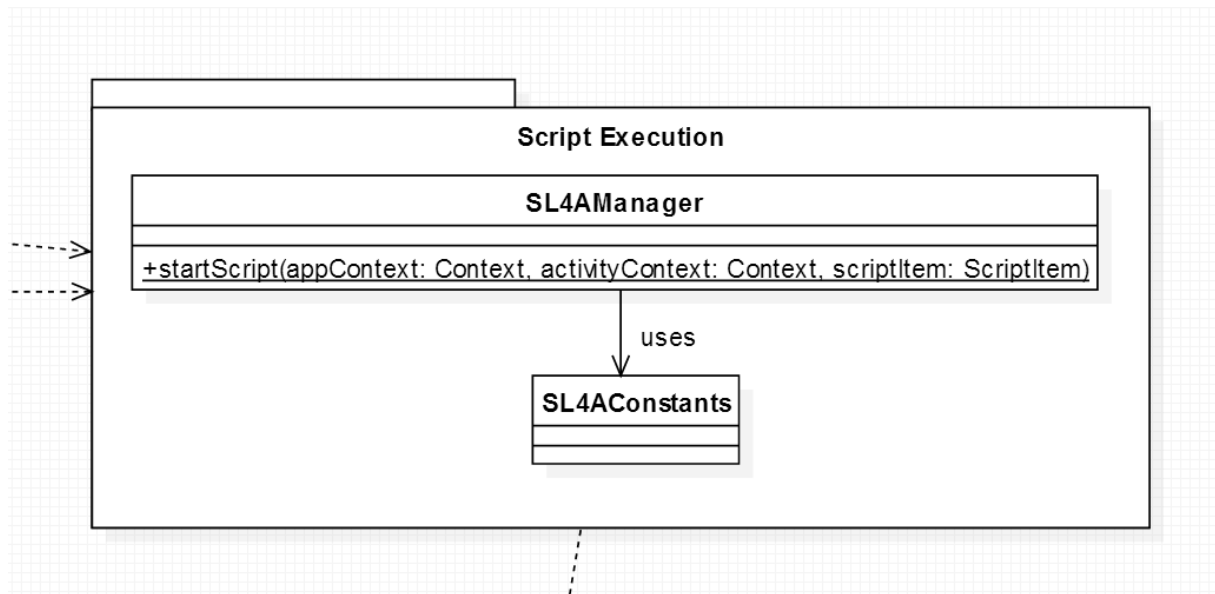 Script Execution
SL4AManager
+startScript(appContext: Context, activityContext: Context, scriptItem: ScriptItem)
uses
SL4AConstants